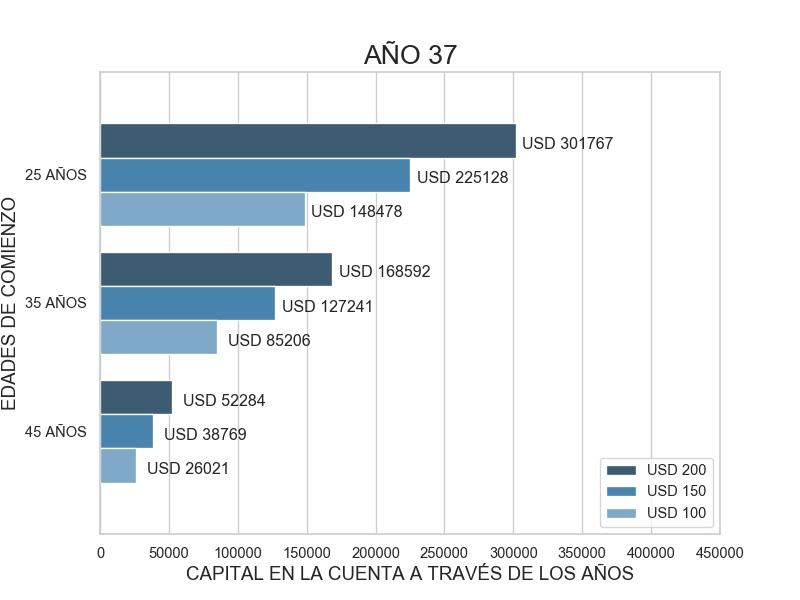 AÑO 37
EDADES DE COMIENZO
25 AÑOS
USD 301767
USD 225128
USD 148478
35 AÑOS
USD 168592
USD 127241
USD 85206
45 AÑOS
USD 52284
USD 38769
USD 26021
USD 200
USD 150
USD 100
0 50000 100000 150000 200000 250000 300000 350000 400000 450000
CAPITAL EN LA CUENTA A TRAVÉS DE LOS AÑOS